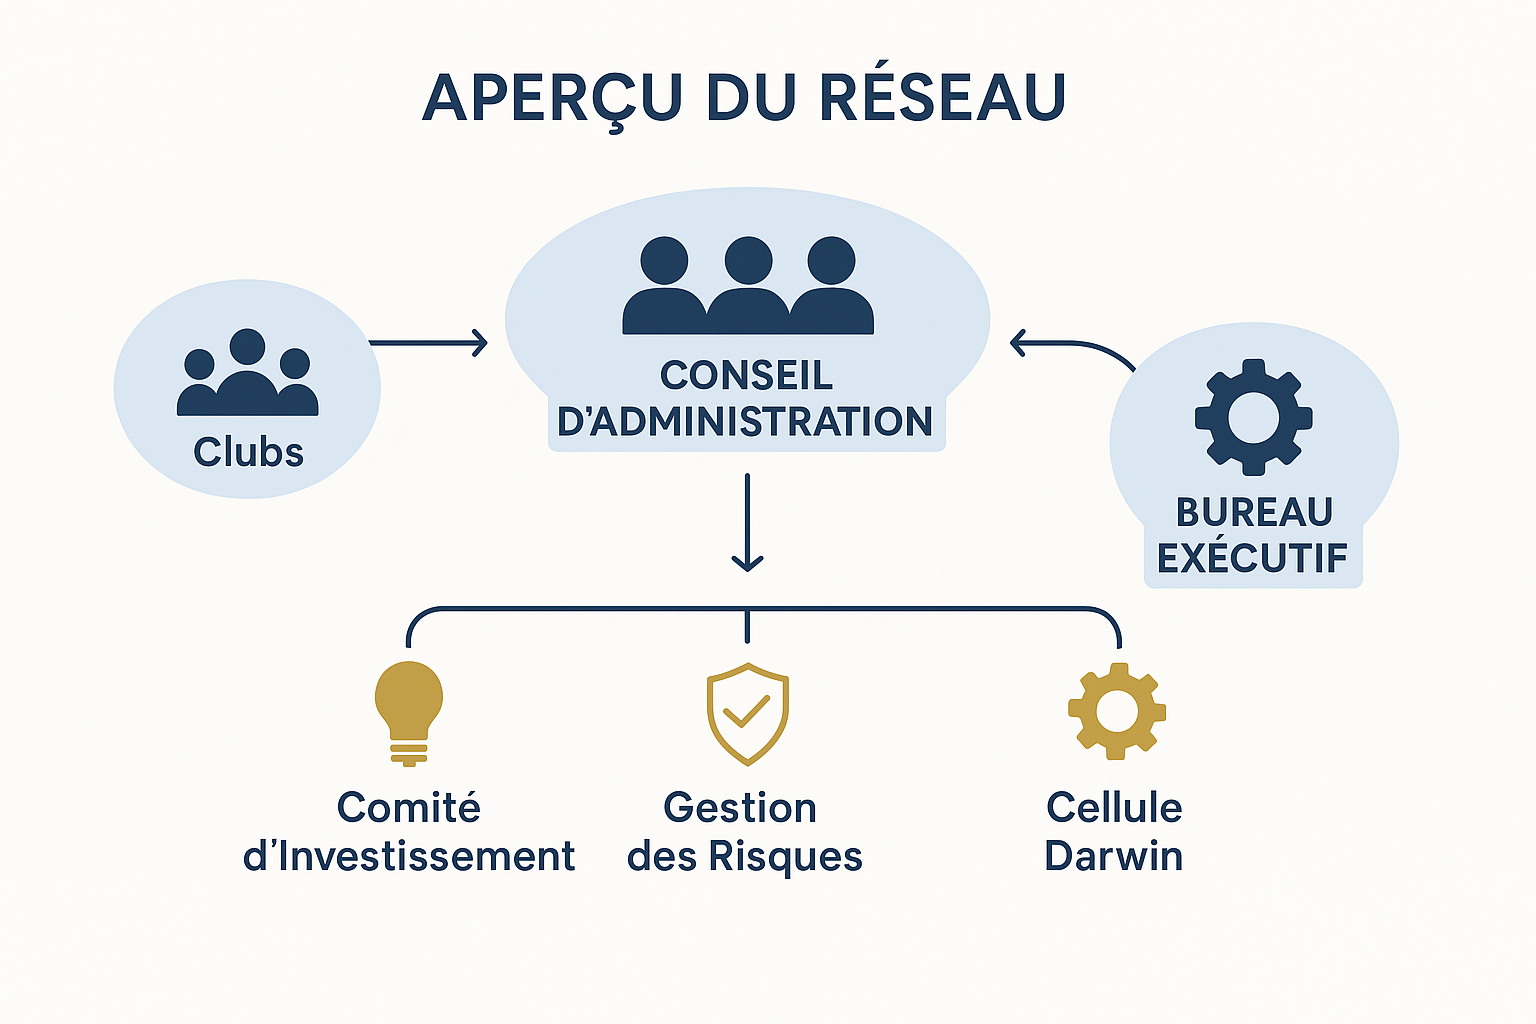 APERÇU DU RÉSEAU
Clubs
CONSEIL
D'ADMINISTRATION
BUREAU
EXÉCUTIF
Comité
d'Investissement
Gestion
des Risques
Cellule
Darwin